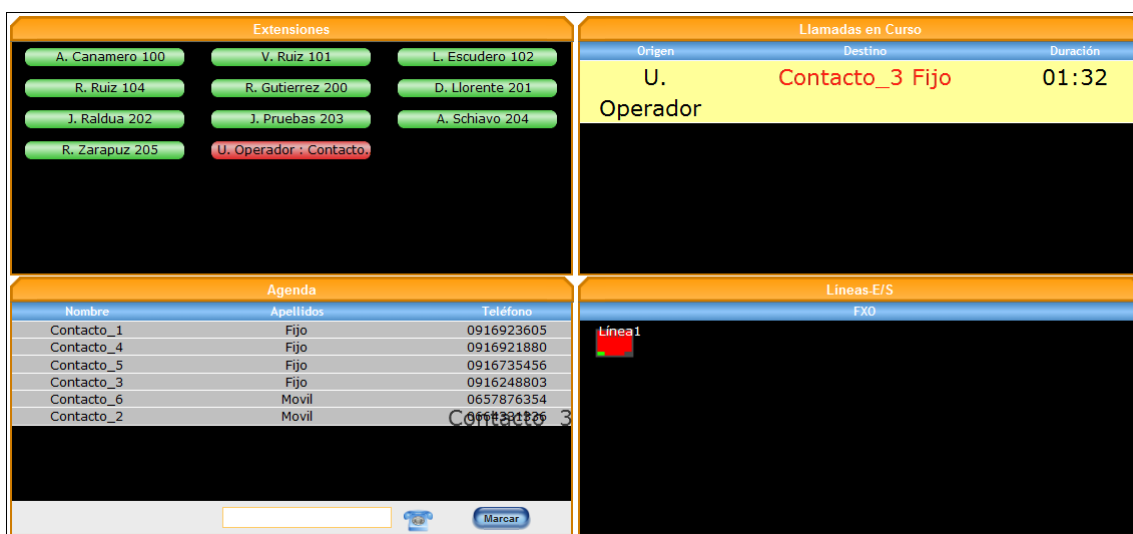 Extensiones
A. Canamero 100 V. Ruiz 101 L. Escudero 102
R. Ruiz 104 R. Gutierrez 200 D. Llorente 201
J. Raldua 202 J. Pruebas 203 A. Schiavo 204
R. Zarapuz 205 U. Operador : Contacto.
Llamadas en Curso
Origen Destino Duración
U. Contacto_3 Fijo 01:32
Operador
Agenda
Nombre Apellidos Teléfono
Contacto_1 Fijo 0916923605
Contacto_4 Fijo 0916921880
Contacto_5 Fijo 0916735456
Contacto_3 Fijo 0916248803
Contacto_6 Movil 0657876354
Contacto_2 Movil
Contacto_3
Marcar
Líneas-E/S
FXO
Línea1